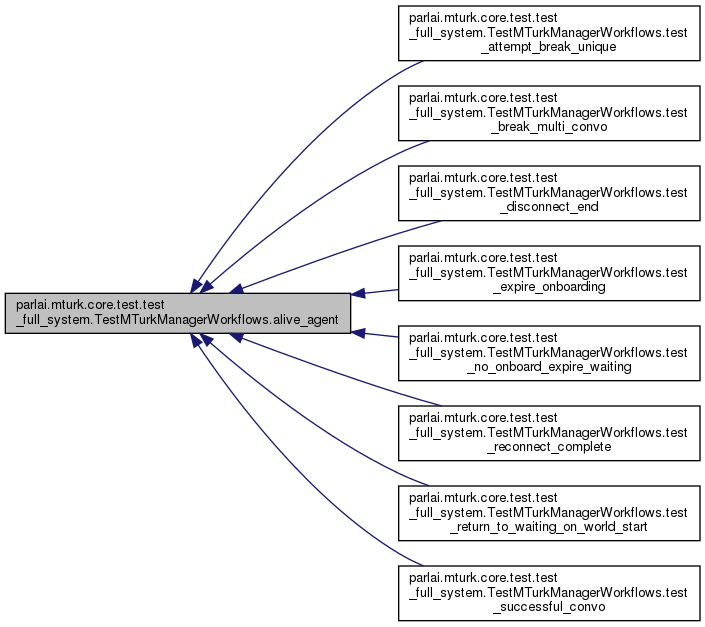 parlai.mturk.core.test.test
_full_system.TestMTurkManagerWorkflows.test
_attempt_break_unique
parlai.mturk.core.test.test
_full_system.TestMTurkManagerWorkflows.test
_break_multi_convo
parlai.mturk.core.test.test
_full_system.TestMTurkManagerWorkflows.test
_disconnect_end
parlai.mturk.core.test.test
_full_system.TestMTurkManagerWorkflows.test
_expire_onboarding
parlai.mturk.core.test.test
_full_system.TestMTurkManagerWorkflows.alive_agent
parlai.mturk.core.test.test
_full_system.TestMTurkManagerWorkflows.test
_no_onboard_expire_waiting
parlai.mturk.core.test.test
_full_system.TestMTurkManagerWorkflows.test
_reconnect_complete
parlai.mturk.core.test.test
_full_system.TestMTurkManagerWorkflows.test
_return_to_waiting_on_world_start
parlai.mturk.core.test.test
_full_system.TestMTurkManagerWorkflows.test
_successful_convo